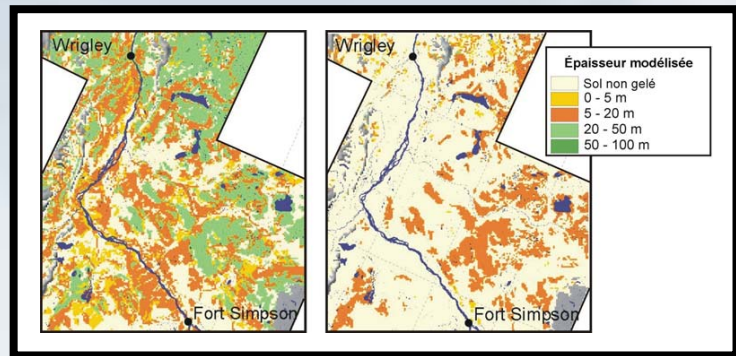 Wrigley
Fort Simpson
Wrigley
Fort Simpson
Épaisseur modélisée
Sol non gelé
0 - 5 m
5 - 20 m
20 - 50 m
50 - 100 m